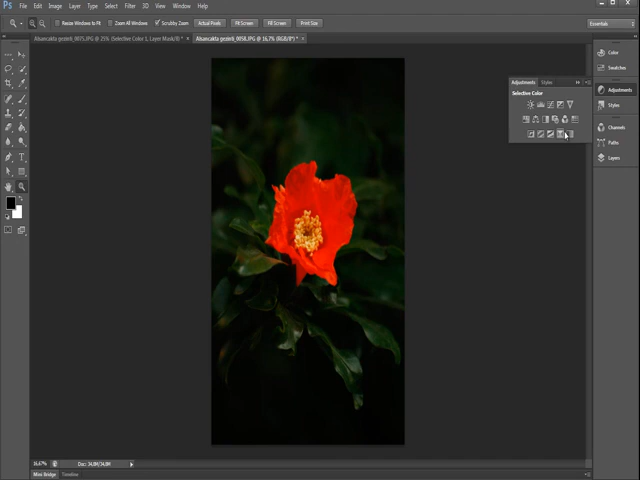 Ps File Edit Image Layer Type Select Filter 3D View Window Help
Resize Windows to Fit Zoom All Windows Scrubby Zoom Actual Pixels Fit Screen Fill Screen Print Size Essentials
Alsancakta gezinti_0075.JPG @ 25% (Selective Color 1, Layer Mask/8) * × Alsancakta gezinti_0058.JPG @ 16,7% (RGB/8*) * ×
Color
Swatches
Adjustments Styles
Selective Color
Adjustments
Styles
Channels
Paths
Layers
16,67% Doc: 34,8M/34,8M
Mini Bridge Timeline